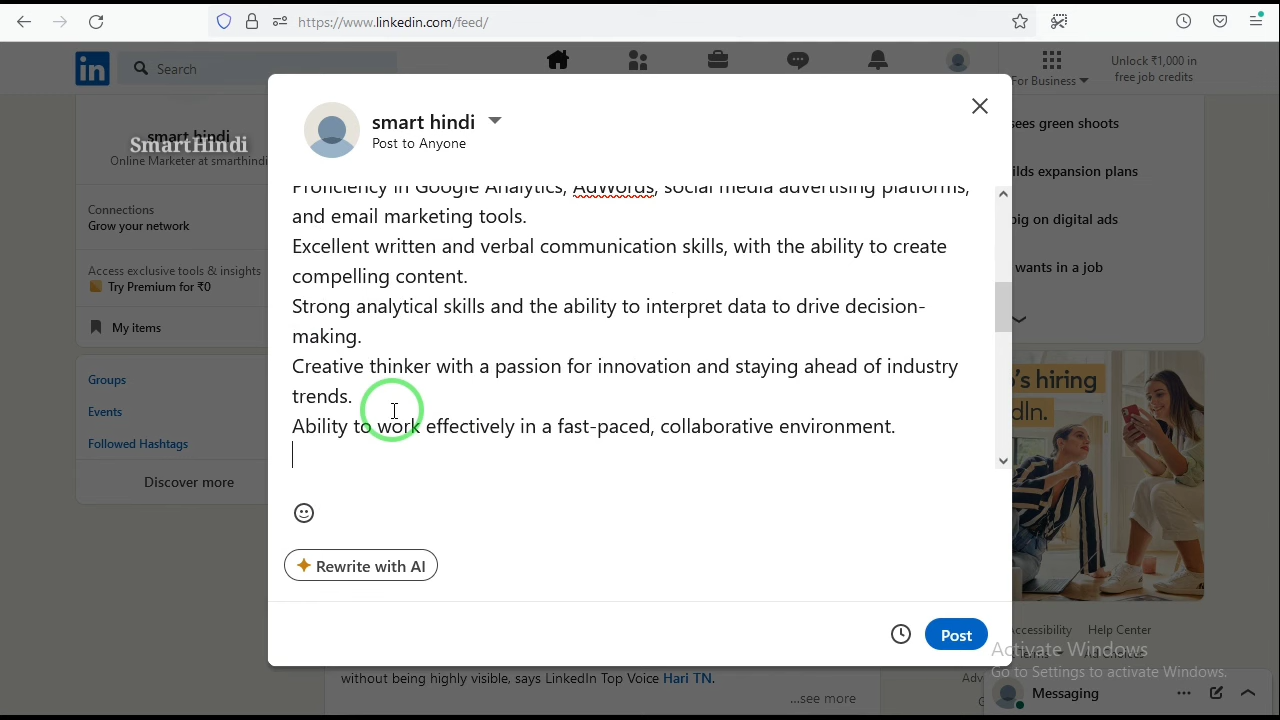 https://www.linkedin.com/feed/
in
Search
For Business
Unlock ₹1,000 in
free job credits
smart hindi
SmartHindi
Online Marketer at smarthindi
Connections
Grow your network
Access exclusive tools & insights
Try Premium for ₹0
My items
Groups
Events
Followed Hashtags
Discover more
smart hindi
Post to Anyone
Proficiency in Google Analytics, AdWords, social media advertising platforms,
and email marketing tools.
Excellent written and verbal communication skills, with the ability to create
compelling content.
Strong analytical skills and the ability to interpret data to drive decision-
making.
Creative thinker with a passion for innovation and staying ahead of industry
trends.
Ability to work effectively in a fast-paced, collaborative environment.
Rewrite with AI
Post
sees green shoots
ilds expansion plans
big on digital ads
wants in a job
's hiring
dIn.
Accessibility
Help Center
Activate Windows
Go to Settings to activate Windows.
without being highly visible, says LinkedIn Top Voice Hari TN.
...see more
Adv
Messaging